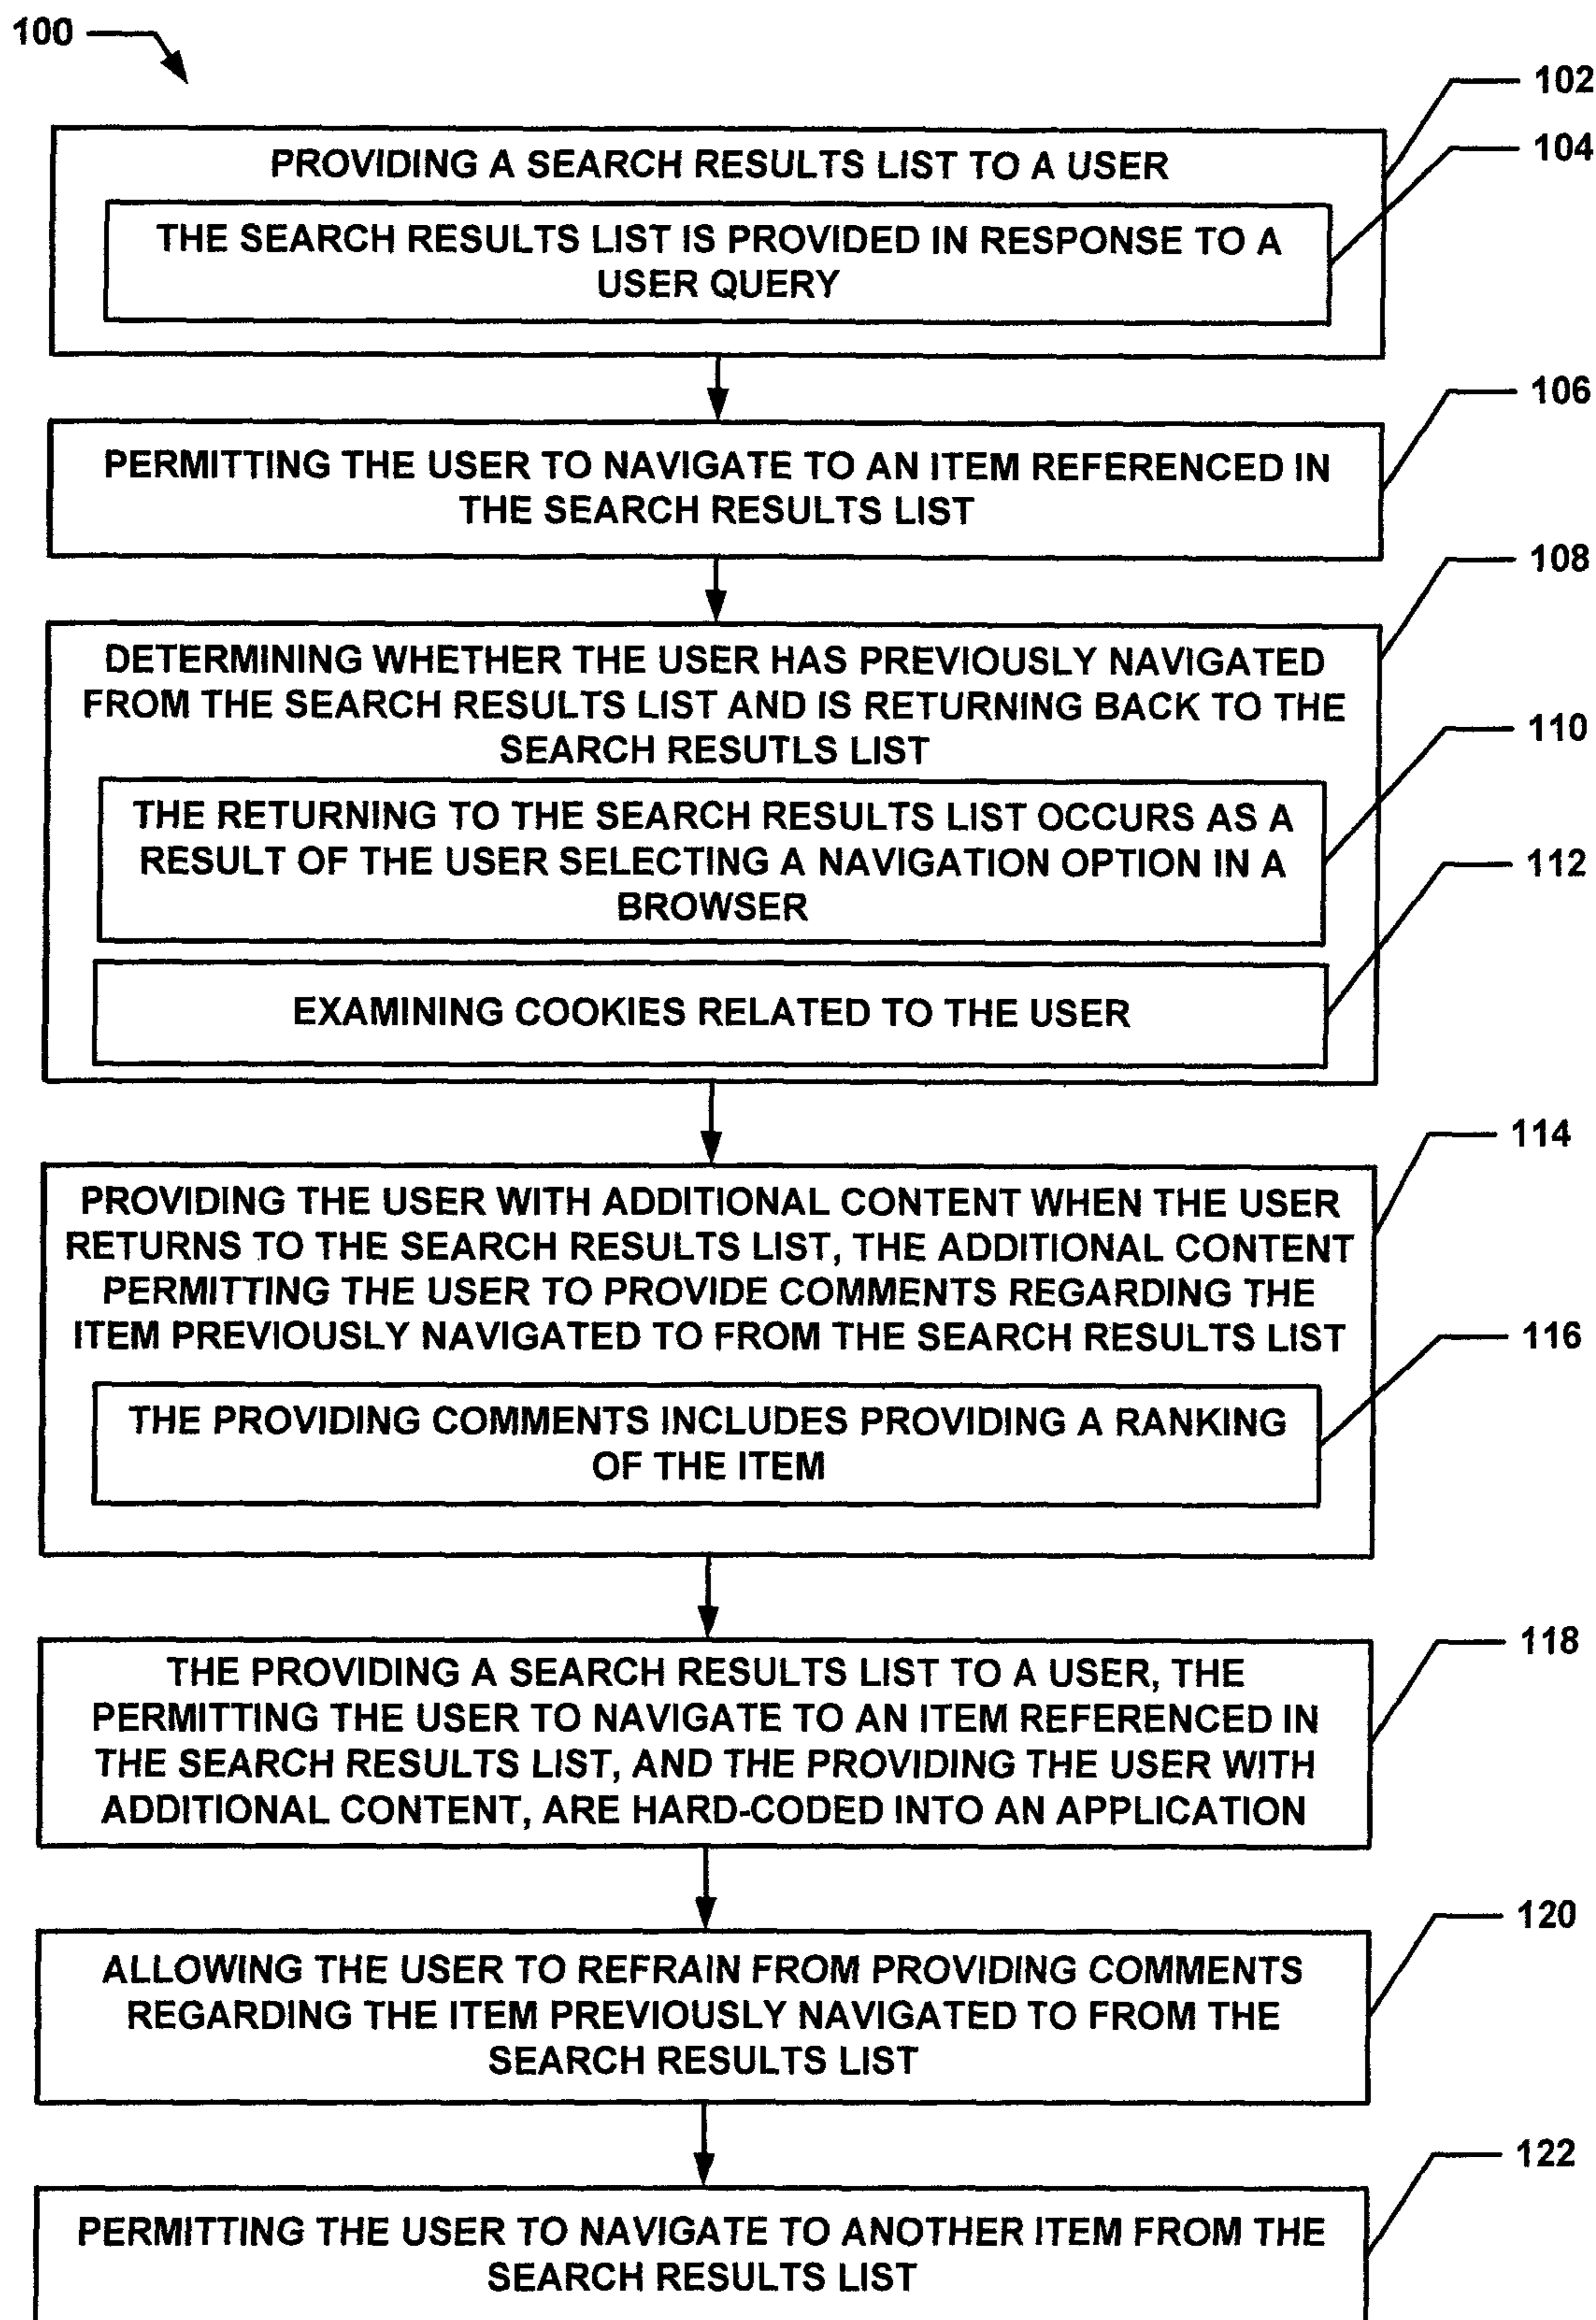 100
102
PROVIDING A SEARCH RESULTS LIST TO A USER
104
THE SEARCH RESULTS LIST IS PROVIDED IN RESPONSE TO A
USER QUERY
106
PERMITTING THE USER TO NAVIGATE TO AN ITEM REFERENCED IN
THE SEARCH RESULTS LIST
108
DETERMINING WHETHER THE USER HAS PREVIOUSLY NAVIGATED
FROM THE SEARCH RESULTS LIST AND IS RETURNING BACK TO THE
SEARCH RESUTLS LIST
110
THE RETURNING TO THE SEARCH RESULTS LIST OCCURS AS A
RESULT OF THE USER SELECTING A NAVIGATION OPTION IN A
BROWSER
112
EXAMINING COOKIES RELATED TO THE USER
114
PROVIDING THE USER WITH ADDITIONAL CONTENT WHEN THE USER
RETURNS TO THE SEARCH RESULTS LIST, THE ADDITIONAL CONTENT
PERMITTING THE USER TO PROVIDE COMMENTS REGARDING THE
ITEM PREVIOUSLY NAVIGATED TO FROM THE SEARCH RESULTS LIST
116
THE PROVIDING COMMENTS INCLUDES PROVIDING A RANKING
OF THE ITEM
118
THE PROVIDING A SEARCH RESULTS LIST TO A USER, THE
PERMITTING THE USER TO NAVIGATE TO AN ITEM REFERENCED IN
THE SEARCH RESULTS LIST, AND THE PROVIDING THE USER WITH
ADDITIONAL CONTENT, ARE HARD-CODED INTO AN APPLICATION
120
ALLOWING THE USER TO REFRAIN FROM PROVIDING COMMENTS
REGARDING THE ITEM PREVIOUSLY NAVIGATED TO FROM THE
SEARCH RESULTS LIST
122
PERMITTING THE USER TO NAVIGATE TO ANOTHER ITEM FROM THE
SEARCH RESULTS LIST